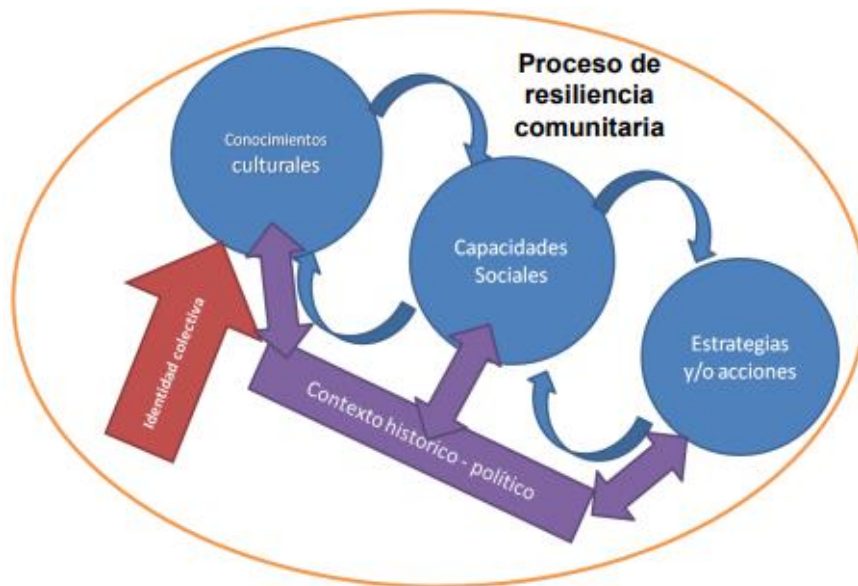 Proceso de
resiliencia
comunitaria
Conocimientos
culturales
Capacidades
Sociales
Estrategias
y/o acciones
Identidad colectiva
Contexto historico - político